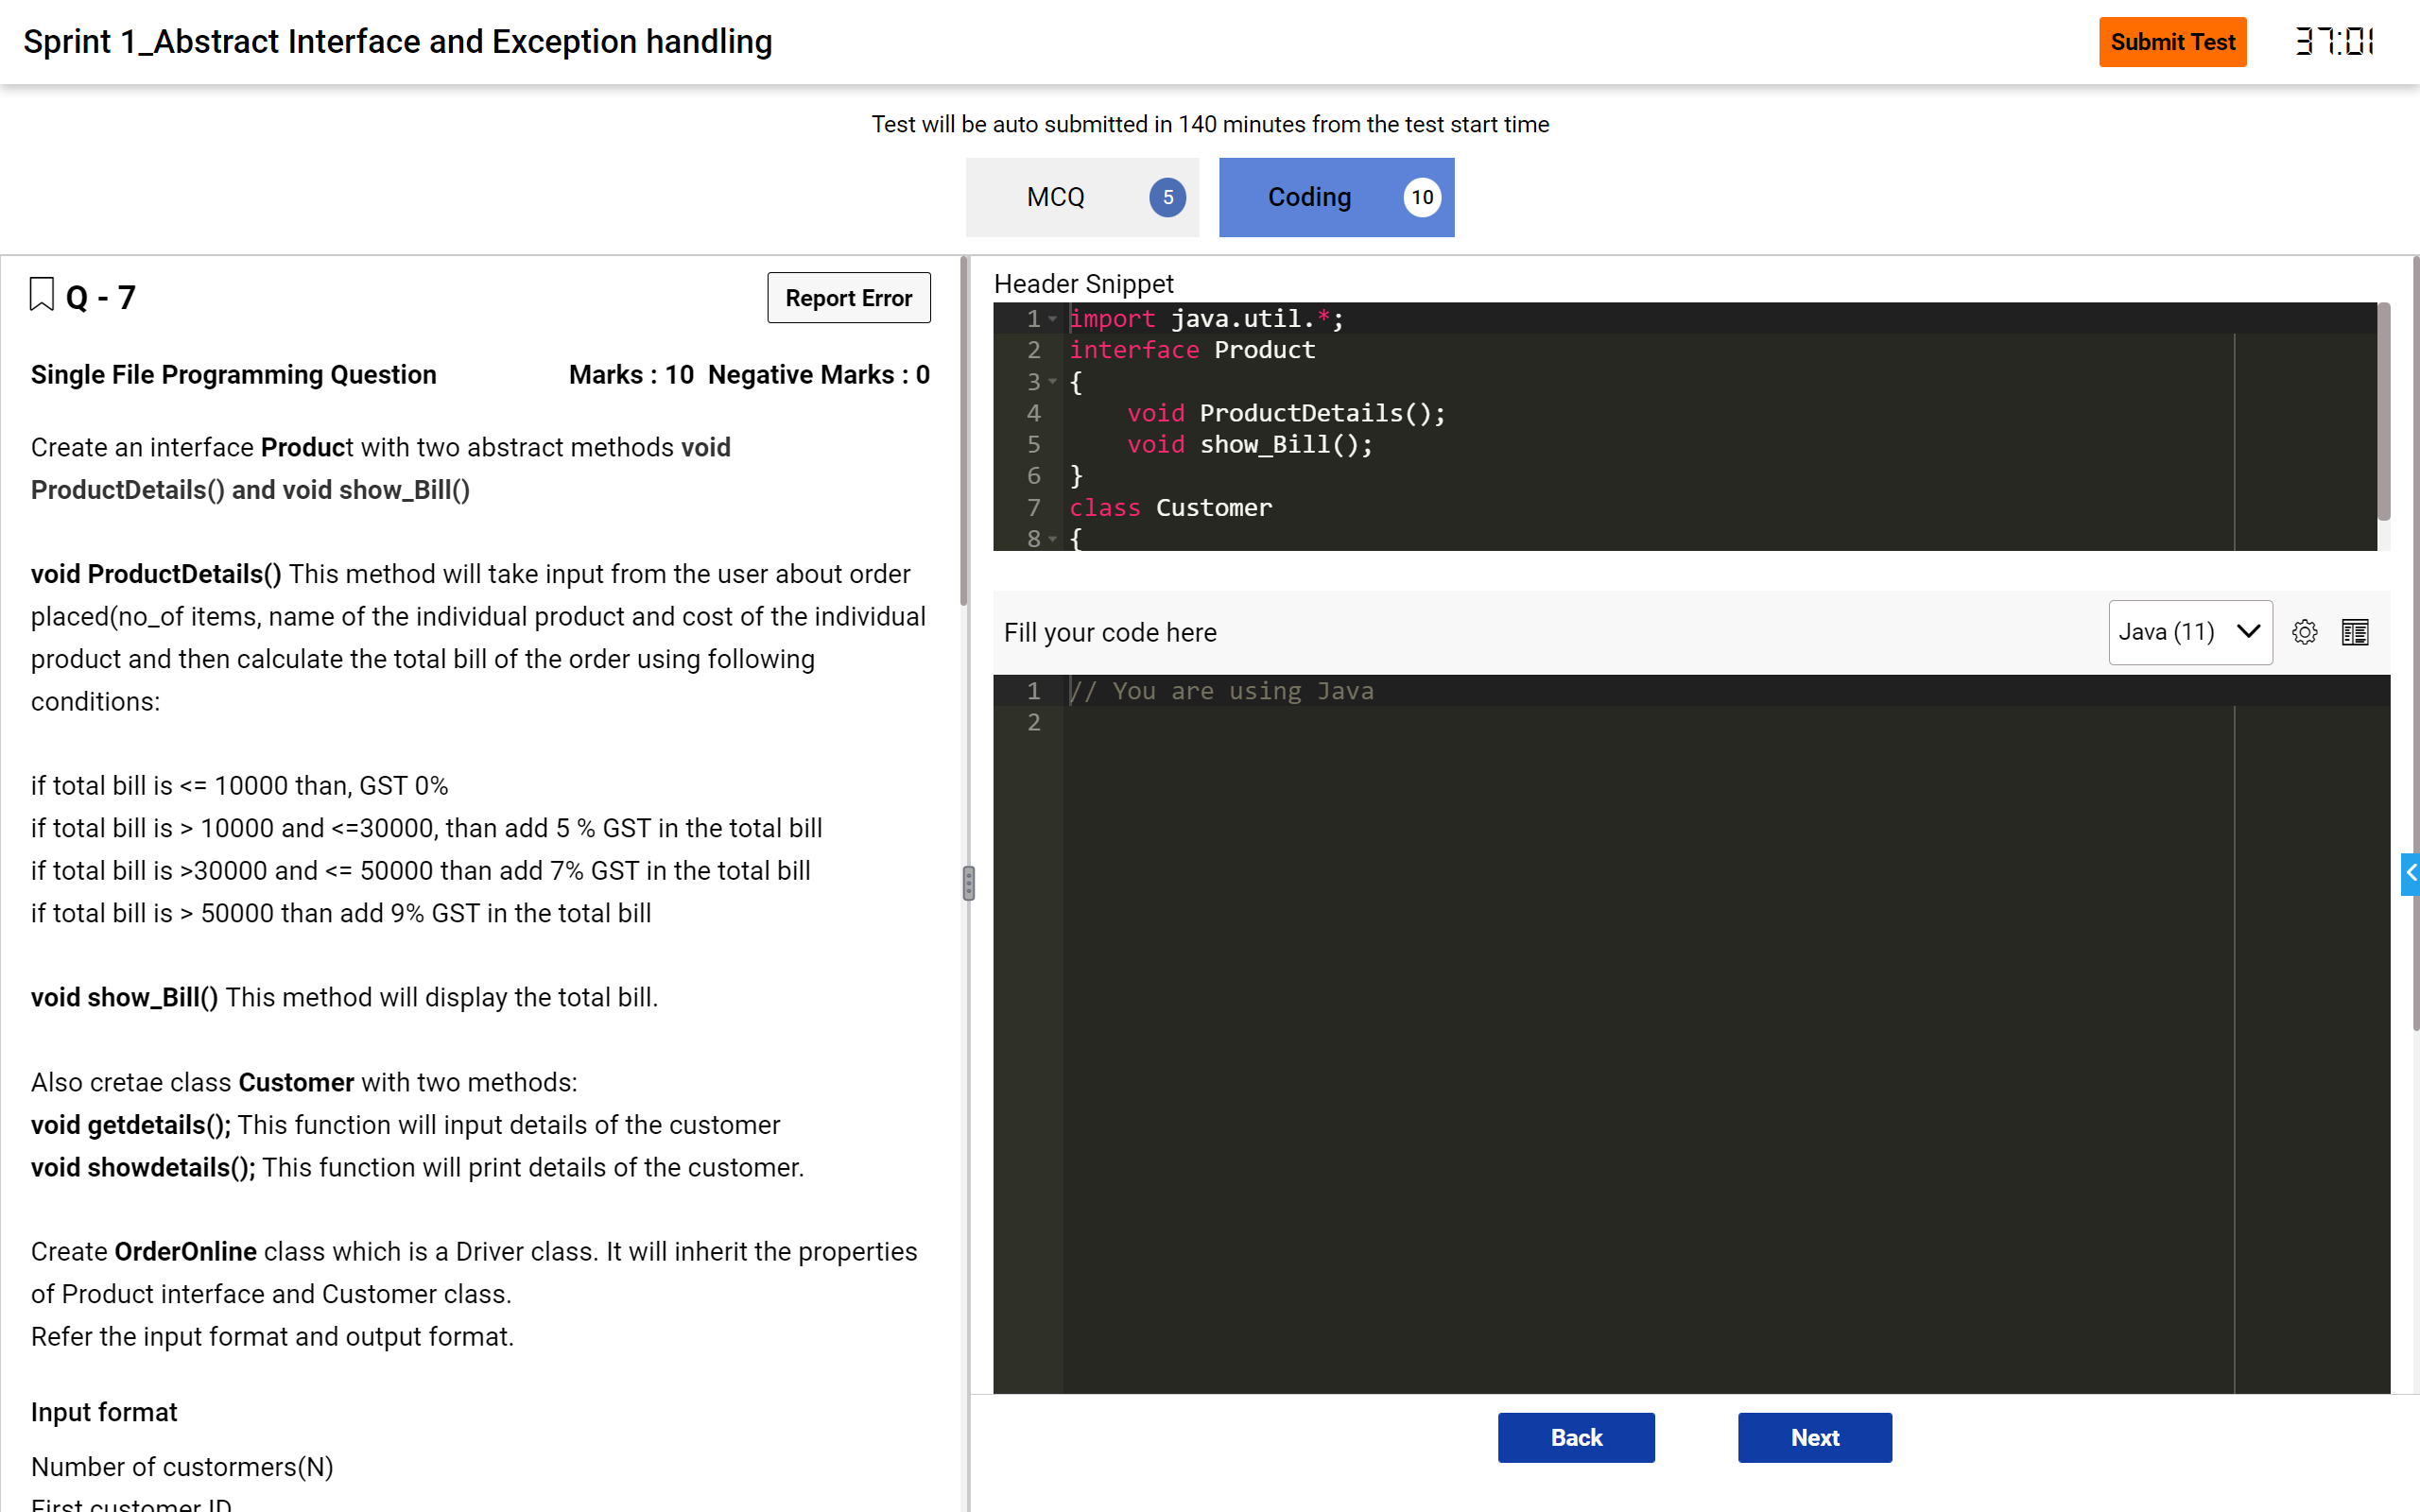 Sprint 1_Abstract Interface and Exception handling
Submit Test
37:01
Test will be auto submitted in 140 minutes from the test start time
MCQ 5
Coding 10
Q - 7
Report Error
Single File Programming Question
Marks : 10 Negative Marks : 0
Create an interface Product with two abstract methods void
ProductDetails() and void show_Bill()
void ProductDetails() This method will take input from the user about order
placed(no_of items, name of the individual product and cost of the individual
product and then calculate the total bill of the order using following
conditions:
if total bill is <= 10000 than, GST 0%
if total bill is > 10000 and <=30000, than add 5 % GST in the total bill
if total bill is >30000 and <= 50000 than add 7% GST in the total bill
if total bill is > 50000 than add 9% GST in the total bill
void show_Bill() This method will display the total bill.
Also cretae class Customer with two methods:
void getdetails(); This function will input details of the customer
void showdetails(); This function will print details of the customer.
Create OrderOnline class which is a Driver class. It will inherit the properties
of Product interface and Customer class.
Refer the input format and output format.
Input format
Number of custormers(N)
First customer ID
Header Snippet
1 import java.util.*;
2 interface Product
3 {
4 void ProductDetails();
5 void show_Bill();
6 }
7 class Customer
8 {
Fill your code here
Java (11)
1 // You are using Java
2
Back
Next